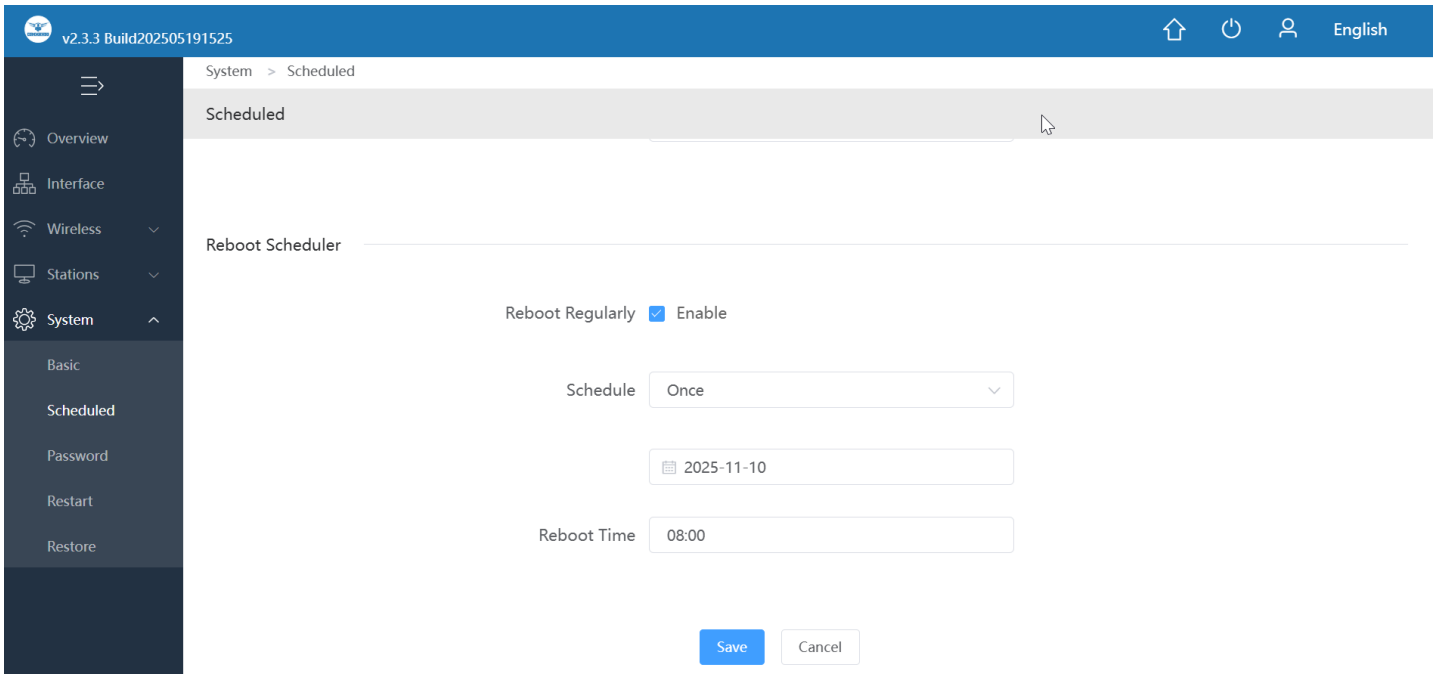 v2.3.3 Build202505191525
English
System > Scheduled
Scheduled
Overview
Interface
Wireless
Stations
System
Basic
Scheduled
Password
Restart
Restore
Reboot Scheduler
Reboot Regularly Enable
Schedule Once
2025-11-10
Reboot Time 08:00
Save Cancel